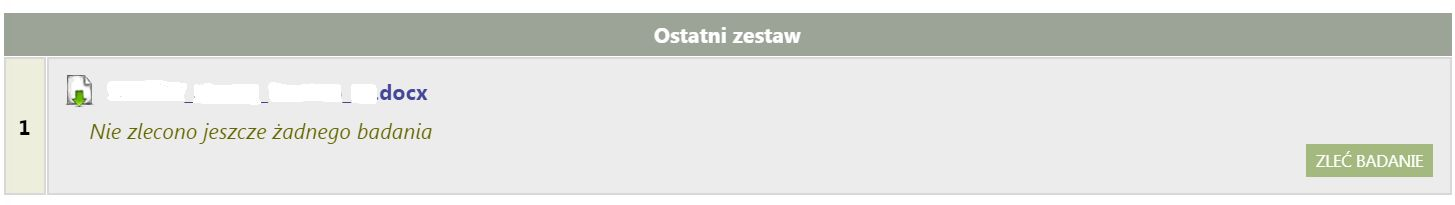 Ostatni zestaw
1
.docx
Nie zlecono jeszcze żadnego badania
ZLEĆ BADANIE